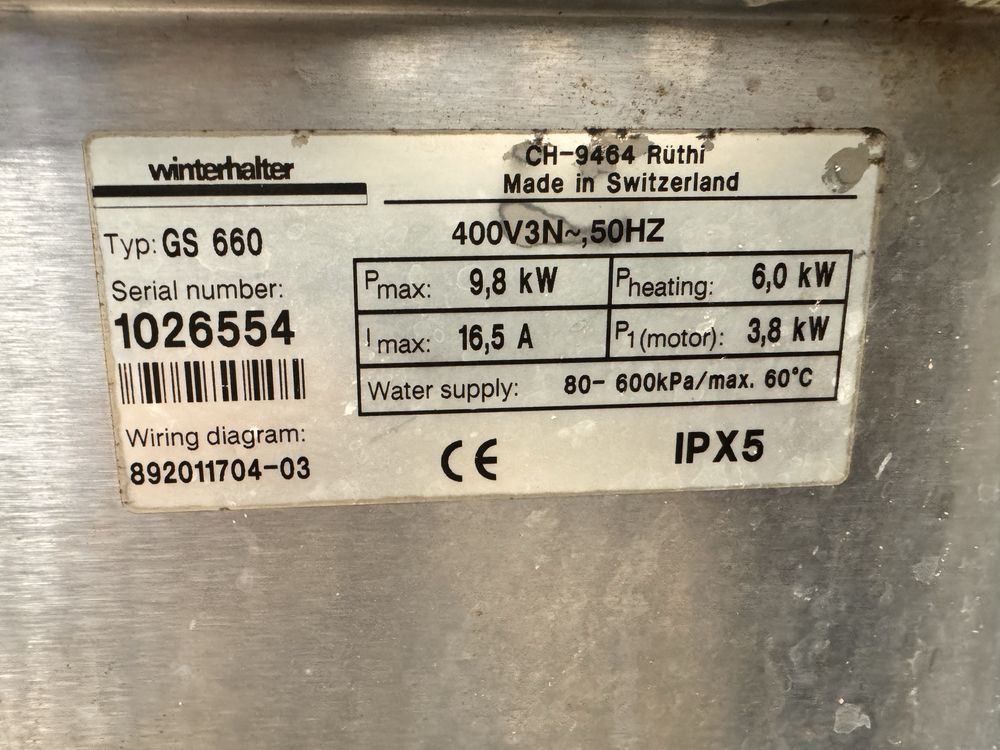 winterhalter
CH-9464 Rüthi
Made in Switzerland
Typ: GS 660
400V3N~,50HZ
Serial number:
1026554
Pmax: 9,8 kW
Pheating: 6,0 kW
I max: 16,5 A
P1(motor): 3,8 kW
Water supply: 80- 600kPa/max. 60°C
Wiring diagram:
892011704-03
CE
IPX5